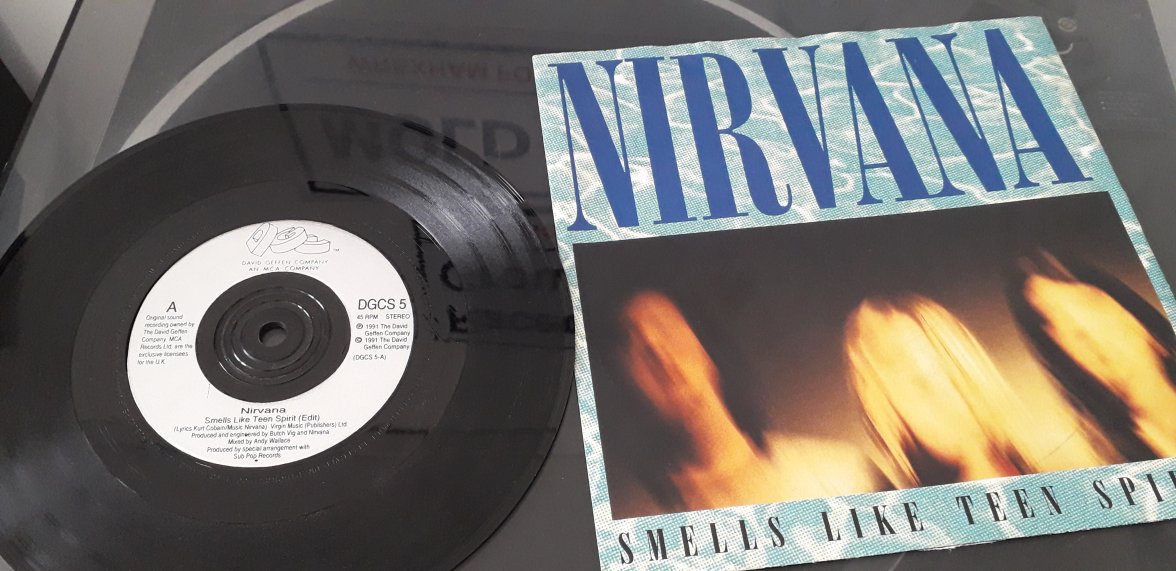 NIRVANA
SMELLS LIKE TEEN SPI
DAVID GEFFEN COMPANY
AN MCA COMPANY
A
Original sound
recording owned by
The David Geffen
Company. MCA
Records Ltd. are the
exclusive licensees
for the U.K.
DGCS 5
45 RPM STEREO
℗ 1991 The David
Geffen Company
© 1991 The David
Geffen Company
(DGCS 5-A)
Nirvana
Smells Like Teen Spirit (Edit)
(Lyrics Kurt Cobain/Music Nirvana) Virgin Music (Publishers) Ltd
Produced and engineered by Butch Vig and Nirvana
Mixed by Andy Wallace
Produced by special arrangement with
Sub Pop Records
WREXHAM FO